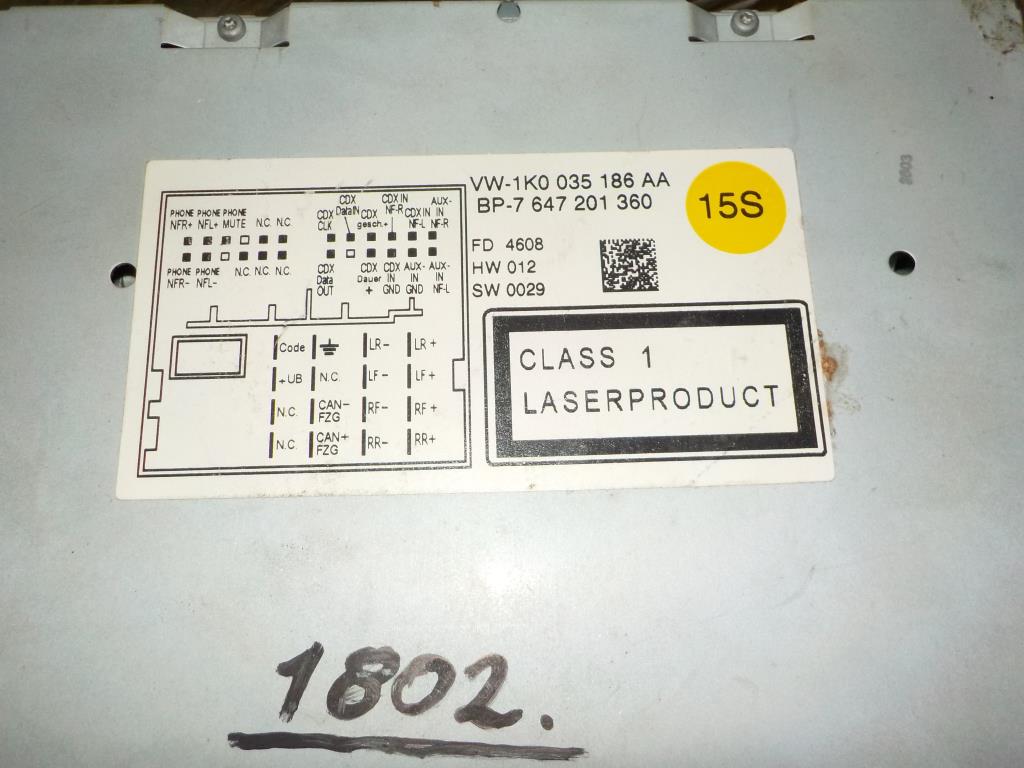 VW-1K0 035 186 AA
BP-7 647 201 360
15S
FD 4608
HW 012
SW 0029
CLASS 1
LASERPRODUCT
PHONE PHONE PHONE
NFR+ NFL+ MUTE N.C. N.C.
PHONE PHONE
NFR- NFL- N.C. N.C. N.C.
CDX CDX CDX CDX IN CDX IN AUX-
CLK DataIN gesch.+ NF-R NF-L IN
NF-R
CDX CDX CDX AUX- AUX-
Data Dauer IN IN IN
OUT + GND GND NF-L
Code LR- LR+
+UB N.C. LF- LF+
N.C. CAN- FZG RF- RF+
N.C. CAN+ FZG RR- RR+
2803
1802.